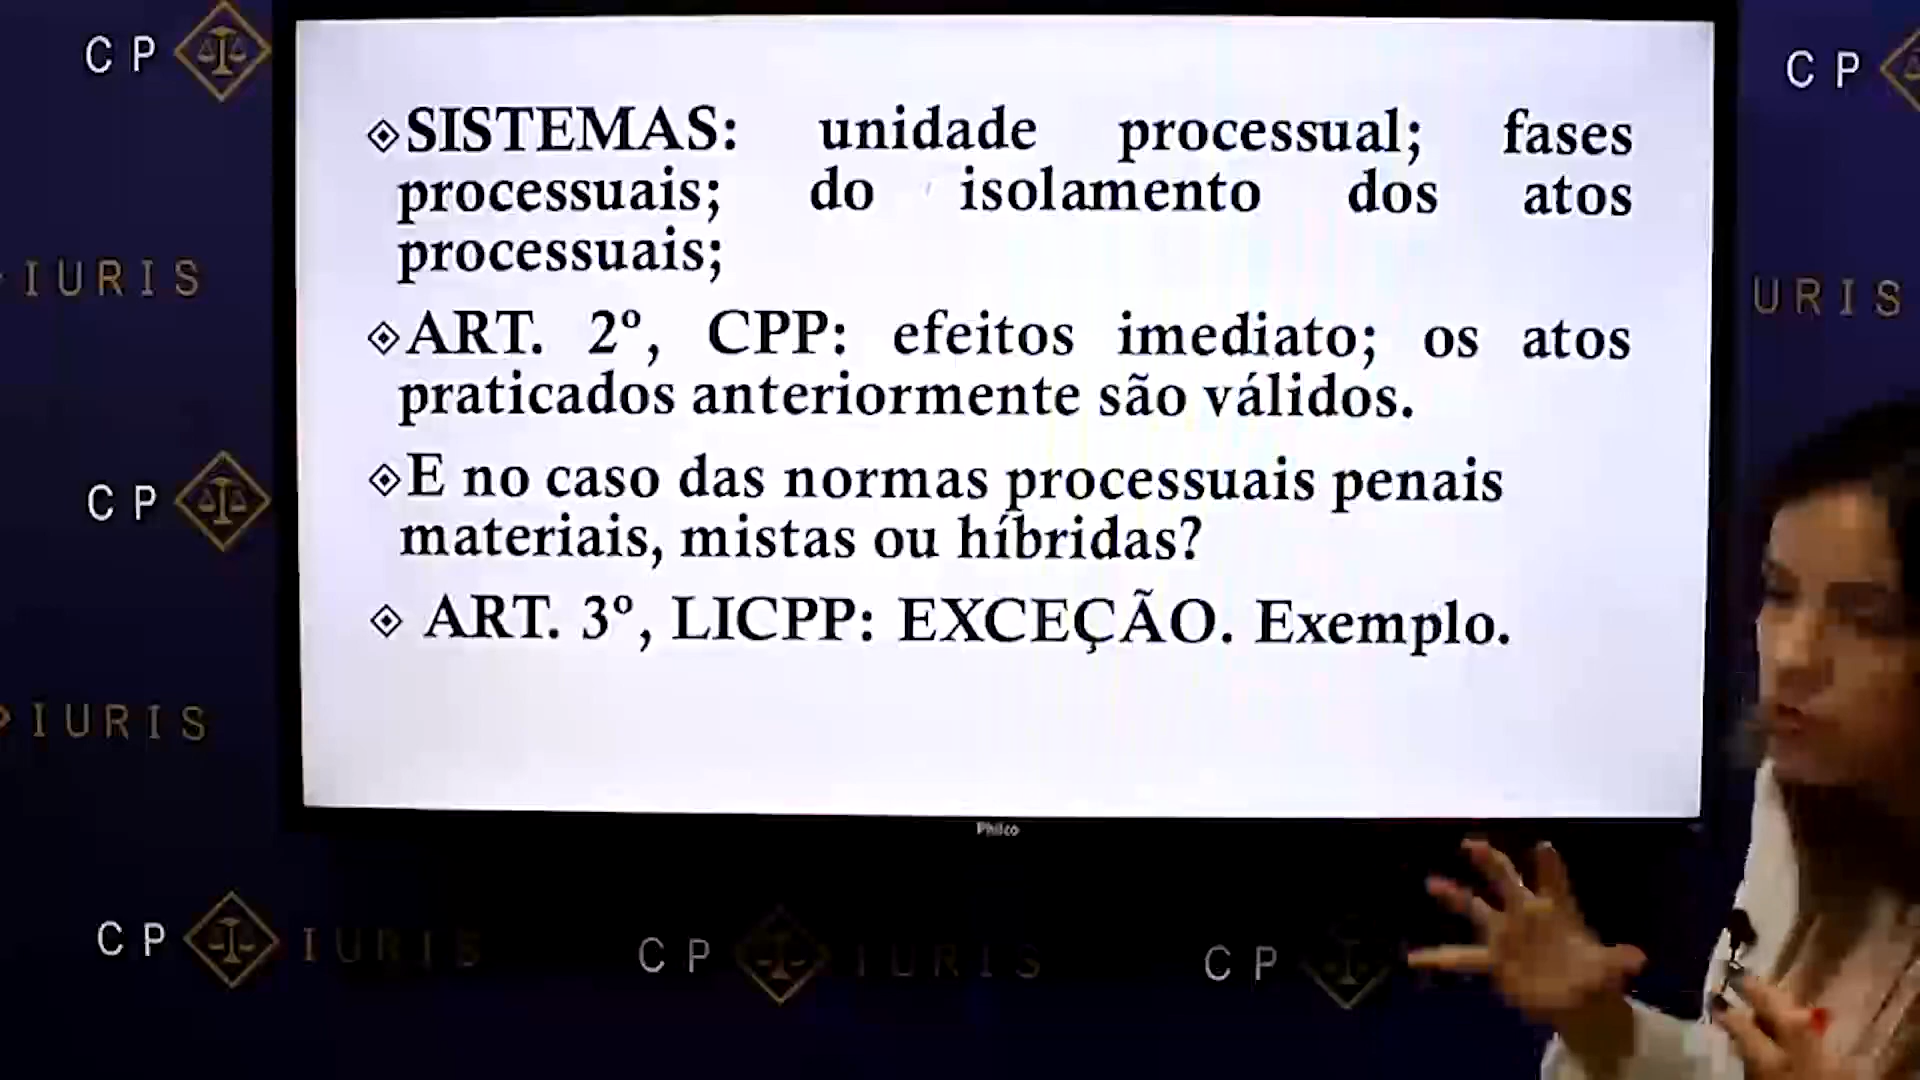 CP
CP
SISTEMAS: unidade processual; fases
processuais; do isolamento dos atos
processuais;
IURIS
URIS
ART. 2º, CPP: efeitos imediato; os atos
praticados anteriormente são válidos.
CP
E no caso das normas processuais penais
materiais, mistas ou híbridas?
ART. 3º, LICPP: EXCEÇÃO. Exemplo.
IURIS
Philco
CP IURIS
CP IURIS
CP